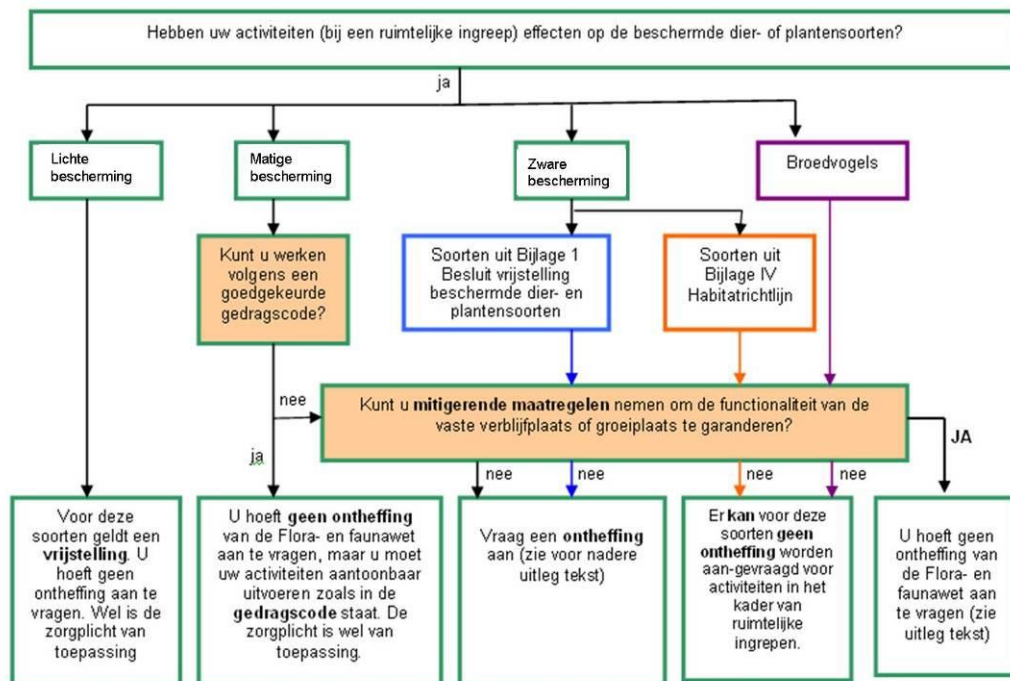 Hebben uw activiteiten (bij een ruimtelijke ingreep) effecten op de beschermde dier- of plantensoorten?
ja
Lichte
bescherming
Matige
bescherming
Zware
bescherming
Broedvogels
Kunt u werken
volgens een
goedgekeurde
gedragscode?
Soorten uit Bijlage 1
Besluit vrijstelling
beschermde dier- en
plantensoorten
Soorten uit
Bijlage IV
Habitatrichtlijn
nee
Kunt u mitigerende maatregelen nemen om de functionaliteit van de
vaste verblijfplaats of groeiplaats te garanderen?
JA
ja
nee
nee
nee
nee
Voor deze
soorten geldt een
vrijstelling. U
hoeft geen
ontheffing aan te
vragen. Wel is de
zorgplicht van
toepassing
U hoeft geen ontheffing
van de Flora- en faunawet
aan te vragen, maar u moet
uw activiteiten aantoonbaar
uitvoeren zoals in de
gedragscode staat. De
zorgplicht is wel van
toepassing.
Vraag een ontheffing
aan (zie voor nadere
uitleg tekst)
Er kan voor deze
soorten geen
ontheffing worden
aan-gevraagd voor
activiteiten in het
kader van
ruimtelijke
ingrepen.
U hoeft geen
ontheffing van
de Flora- en
faunawet aan
te vragen (zie
uitleg tekst)